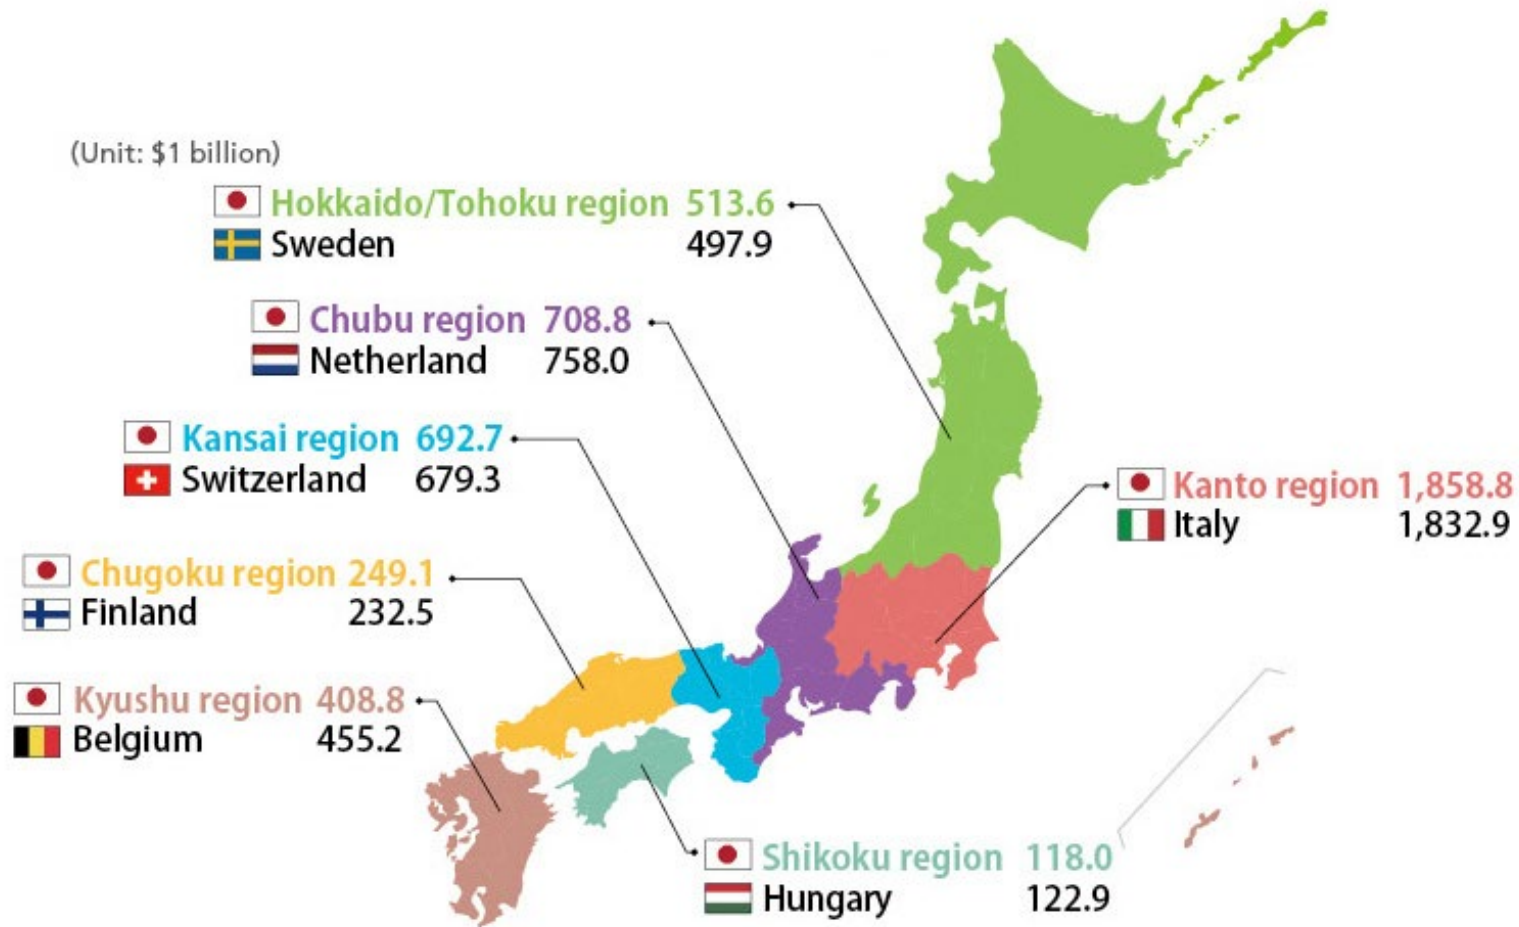 (Unit: $1 billion)
Hokkaido/Tohoku region 513.6
Sweden 497.9
Chubu region 708.8
Netherland 758.0
Kansai region 692.7
Switzerland 679.3
Kanto region 1,858.8
Italy 1,832.9
Chugoku region 249.1
Finland 232.5
Kyushu region 408.8
Belgium 455.2
Shikoku region 118.0
Hungary 122.9